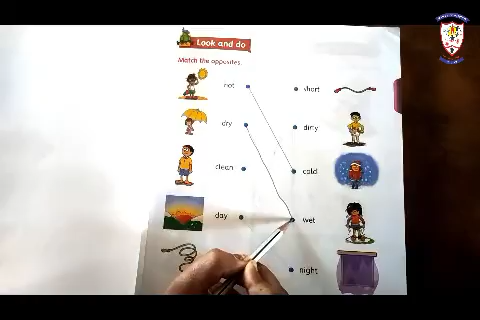 Look and do
Match the opposites.
hot
short
dry
dirty
clean
cold
day
wet
night